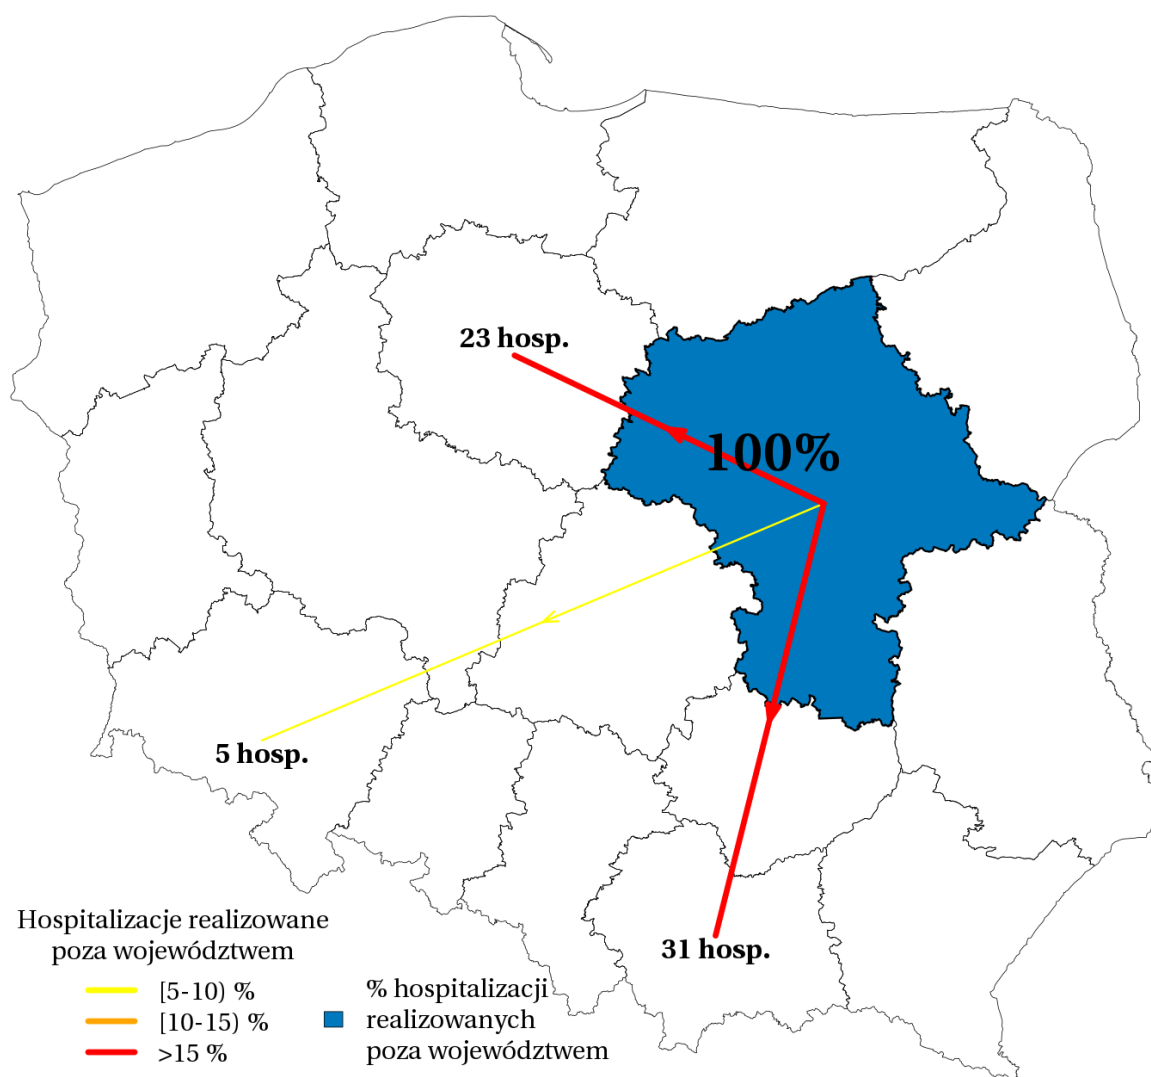 23 hosp.
100%
5 hosp.
31 hosp.
Hospitalizacje realizowane
poza województwem
[5-10) %
[10-15) %
>15 %
% hospitalizacji
realizowanych
poza województwem